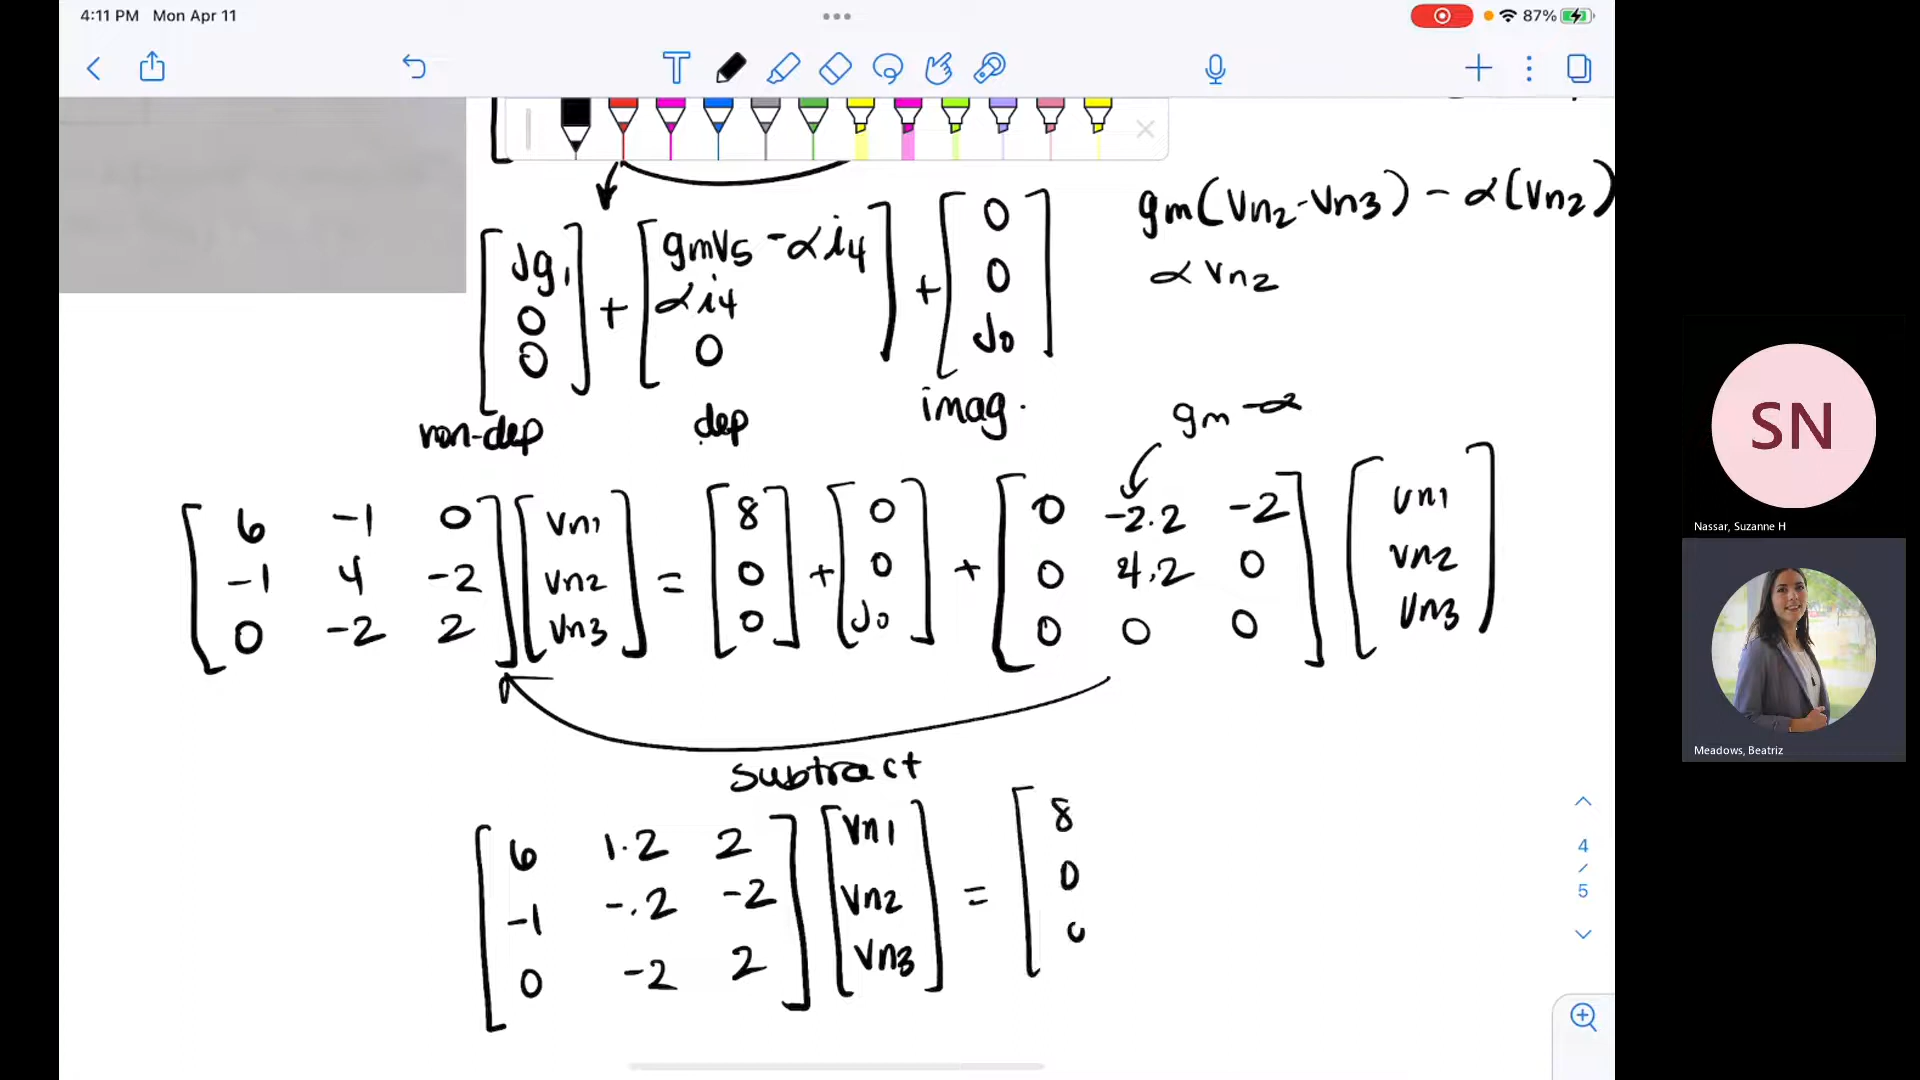 4:11 PM Mon Apr 11
87%
gm(Vn2-Vn3) - α(Vn2)
αVn2
[Jg1 0 0] + [gmV5 -αi4 αi4 0] + [0 0 J0]
non-dep dep imag.
gm -α
[6 -1 0] [Vn1] = [8] + [0] + [0 -2.2 -2] [Vn1]
[-1 4 -2] [Vn2] [0] [0] [0 4.2 0] [Vn2]
[0 -2 2] [Vn3] [0] [J0] [0 0 0] [Vn3]
subtract
[6 1.2 2] [Vn1] = [8
[-1 -.2 -2] [Vn2] 0
[0 -2 2] [Vn3]
SN
Nassar, Suzanne H
Meadows, Beatriz
4
/
5